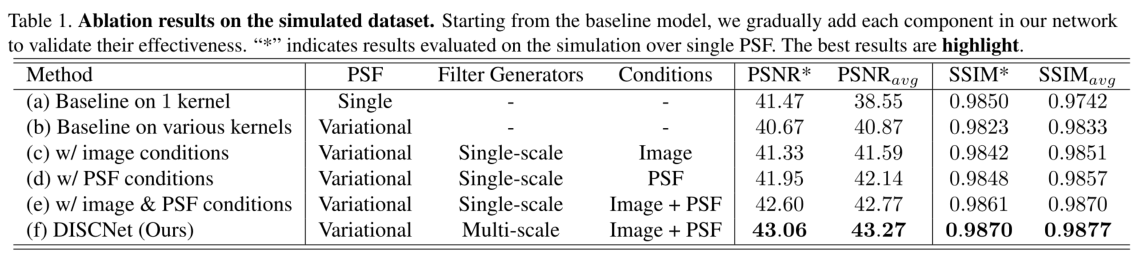 Table 1. Ablation results on the simulated dataset. Starting from the baseline model, we gradually add each component in our network
to validate their effectiveness. “*” indicates results evaluated on the simulation over single PSF. The best results are highlight.
Method PSF Filter Generators Conditions PSNR* PSNRavg SSIM* SSIMavg
(a) Baseline on 1 kernel Single - - 41.47 38.55 0.9850 0.9742
(b) Baseline on various kernels Variational - - 40.67 40.87 0.9823 0.9833
(c) w/ image conditions Variational Single-scale Image 41.33 41.59 0.9842 0.9851
(d) w/ PSF conditions Variational Single-scale PSF 41.95 42.14 0.9848 0.9857
(e) w/ image & PSF conditions Variational Single-scale Image + PSF 42.60 42.77 0.9861 0.9870
(f) DISCNet (Ours) Variational Multi-scale Image + PSF 43.06 43.27 0.9870 0.9877